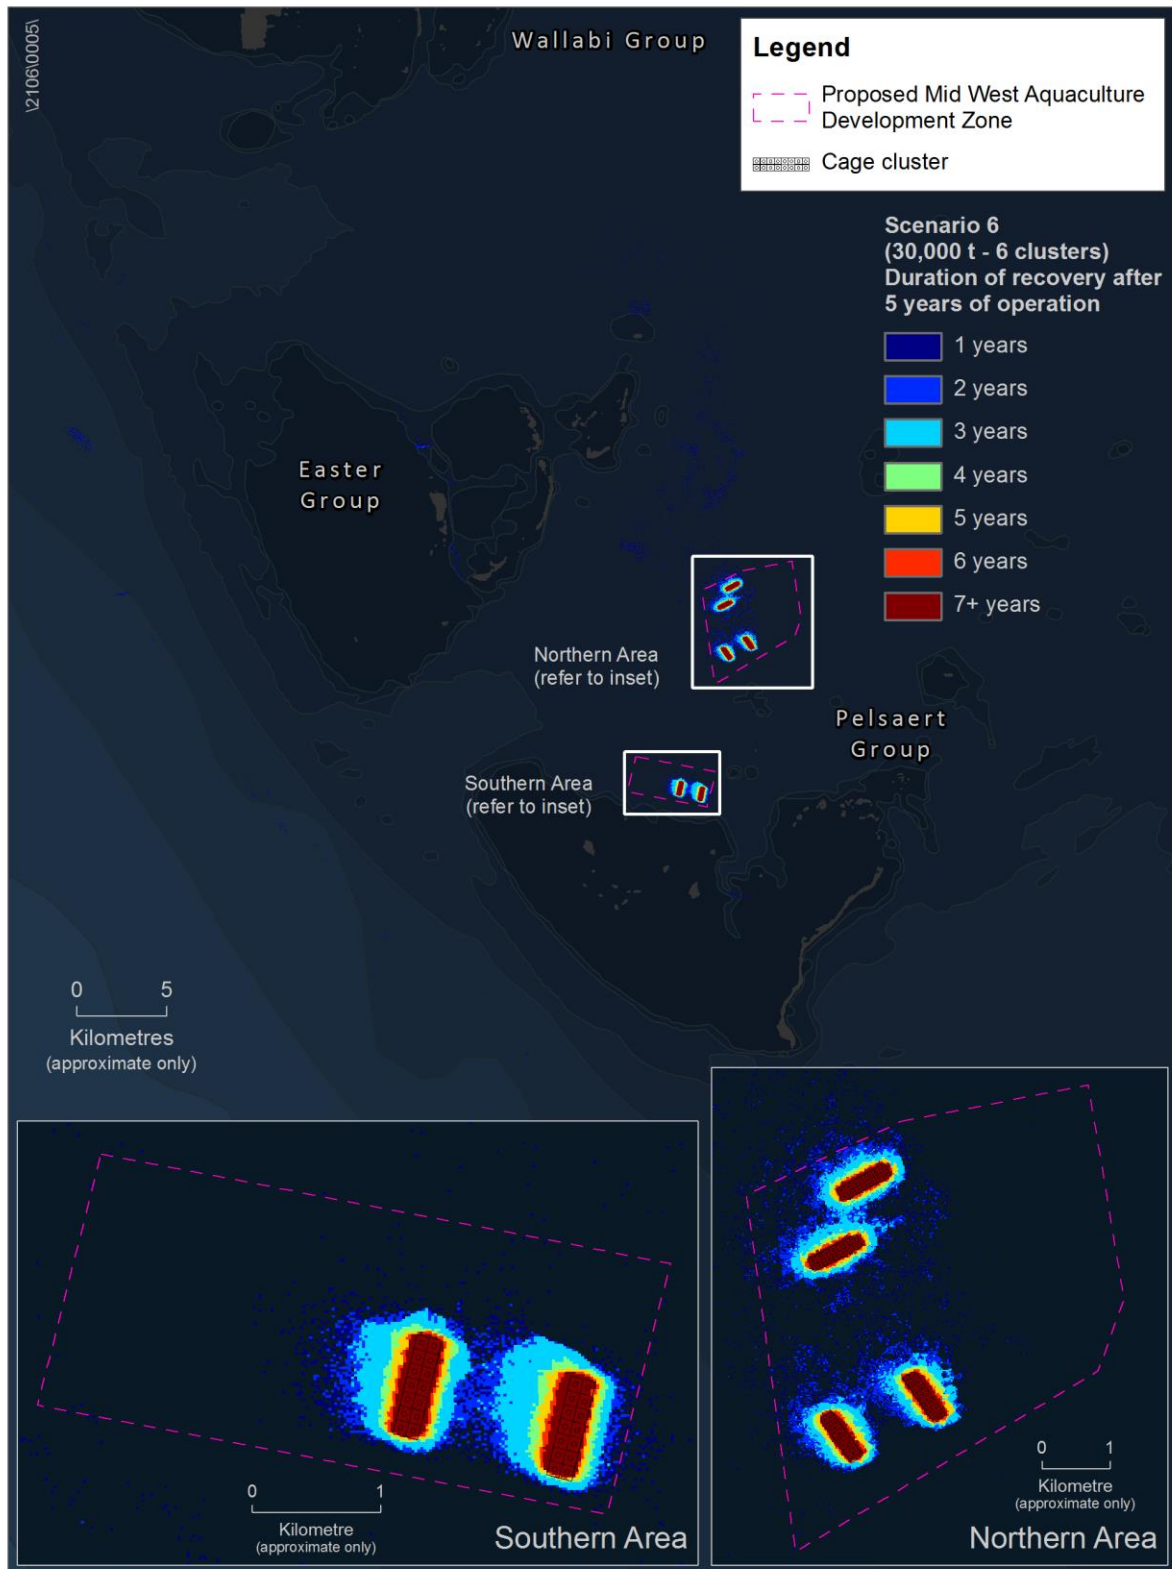 \2106\0005\
Wallabi Group
Legend
Proposed Mid West Aquaculture
Development Zone
Cage cluster
Scenario 6
(30,000 t - 6 clusters)
Duration of recovery after
5 years of operation
1 years
2 years
3 years
4 years
5 years
6 years
7+ years
Easter
Group
Northern Area
(refer to inset)
Pelsaert
Group
Southern Area
(refer to inset)
0 5
Kilometres
(approximate only)
0 1
Kilometre
(approximate only)
Southern Area
0 1
Kilometre
(approximate only)
Northern Area